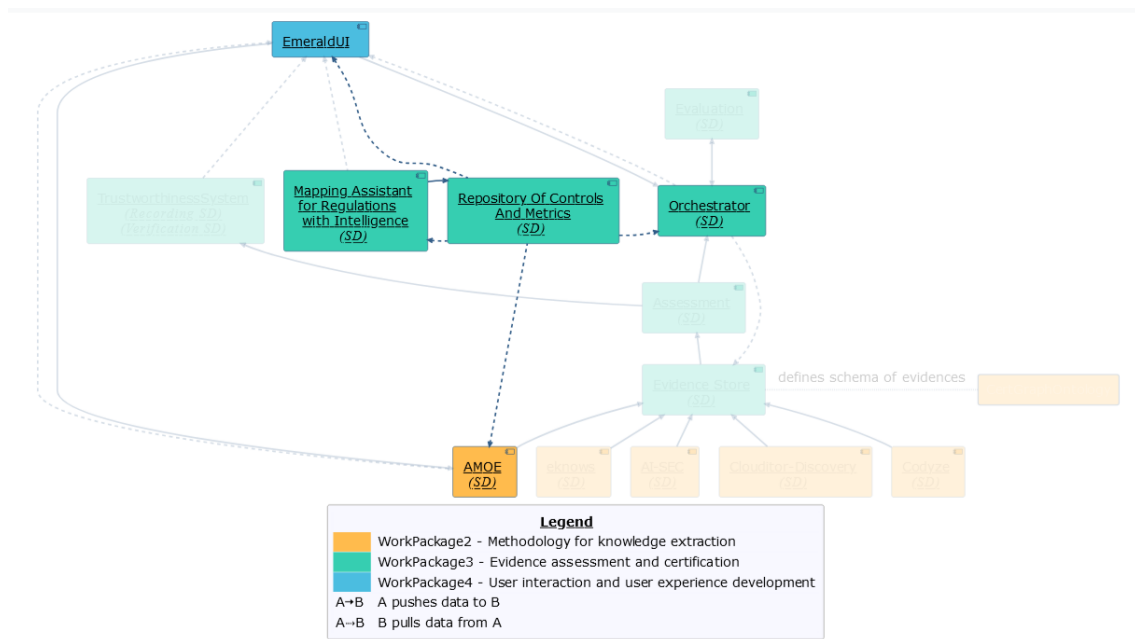 EmeraldUI
Evaluation
(SD)
TrustworthinessSystem
(Recording SD)
(Verification SD)
Mapping Assistant
for Regulations
with Intelligence
(SD)
Repository Of Controls
And Metrics
(SD)
Orchestrator
(SD)
Assessment
(SD)
Evidence Store
(SD)
defines schema of evidences
AMOE
(SD)
eknows
(SD)
AI-SEC
(SD)
Clouditor-Discovery
(SD)
Codyze
(SD)
Legend
WorkPackage2 - Methodology for knowledge extraction
WorkPackage3 - Evidence assessment and certification
WorkPackage4 - User interaction and user experience development
A→B A pushes data to B
A⇢B B pulls data from A